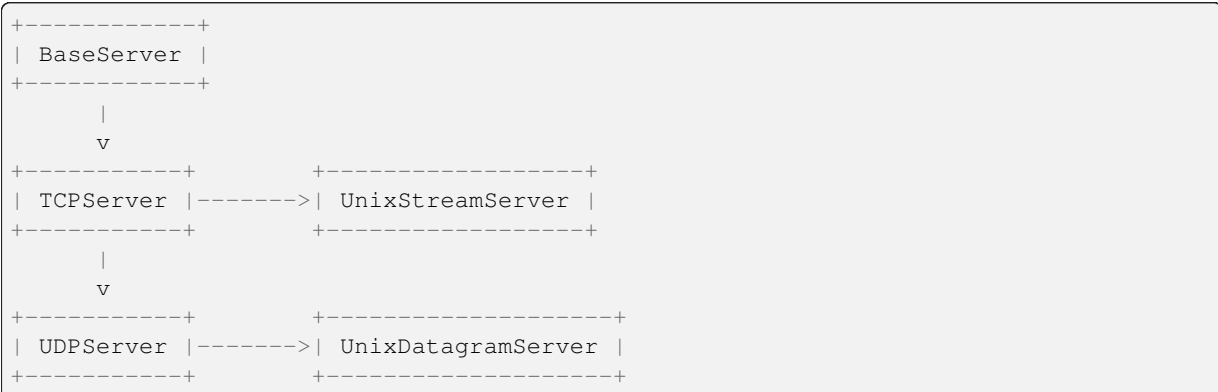 +------------+
| BaseServer |
+------------+
      |
      v
+-----------+        +------------------+
| TCPServer |------->| UnixStreamServer |
+-----------+        +------------------+
      |
      v
+-----------+        +--------------------+
| UDPServer |------->| UnixDatagramServer |
+-----------+        +--------------------+